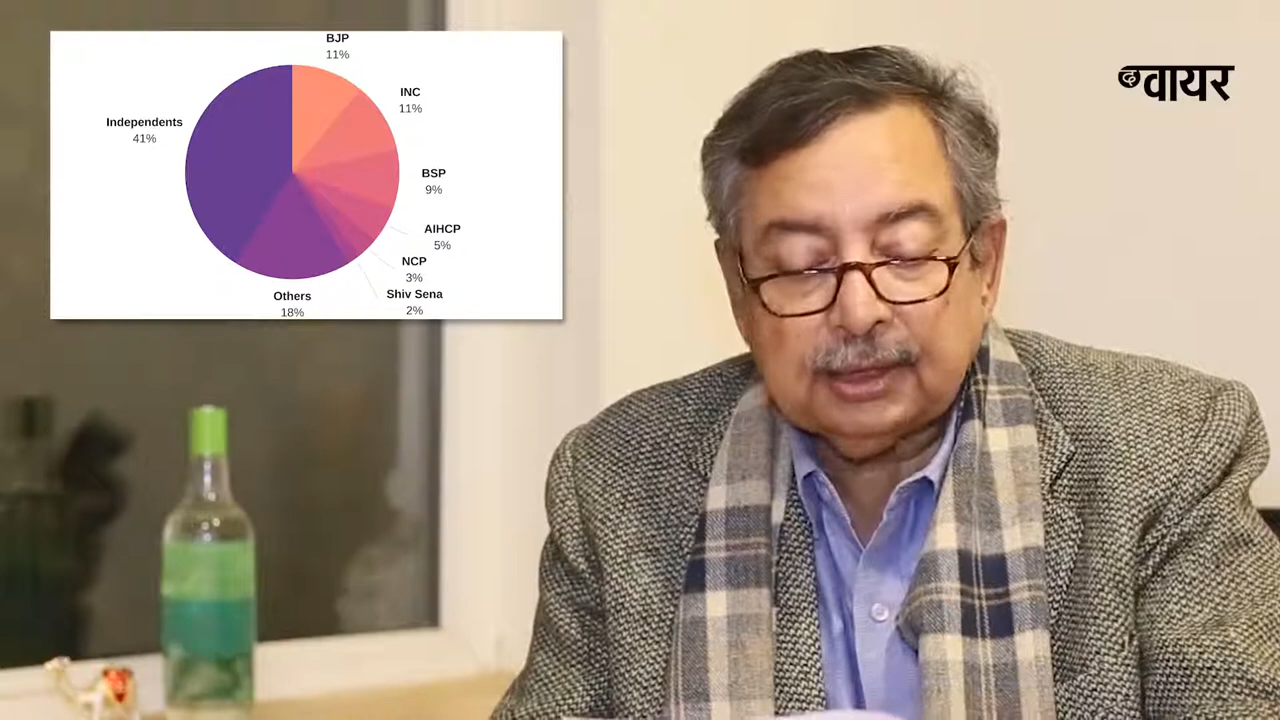 BJP
11%
INC
11%
Independents
41%
BSP
9%
AIHCP
5%
NCP
3%
Shiv Sena
2%
Others
18%
द वायर